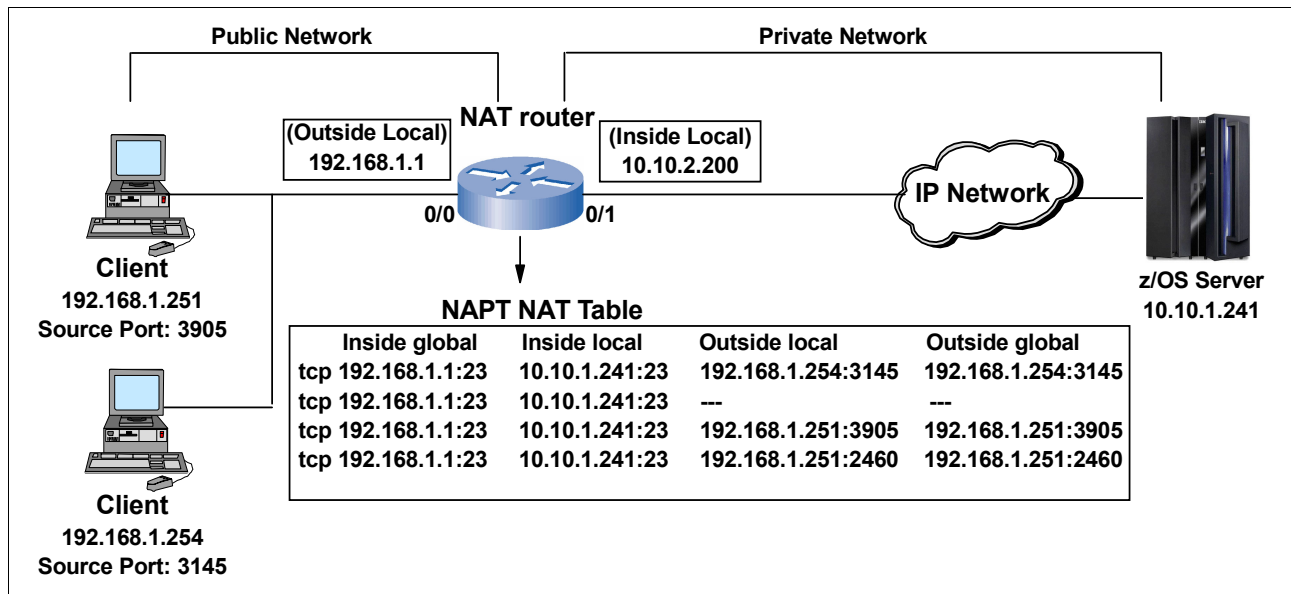 Public Network
Private Network
NAT router
(Outside Local)
192.168.1.1
(Inside Local)
10.10.2.200
0/0
0/1
IP Network
Client
192.168.1.251
Source Port: 3905
z/OS Server
10.10.1.241
NAPT NAT Table
Inside global Inside local Outside local Outside global
tcp 192.168.1.1:23 10.10.1.241:23 192.168.1.254:3145 192.168.1.254:3145
tcp 192.168.1.1:23 10.10.1.241:23 --- ---
tcp 192.168.1.1:23 10.10.1.241:23 192.168.1.251:3905 192.168.1.251:3905
tcp 192.168.1.1:23 10.10.1.241:23 192.168.1.251:2460 192.168.1.251:2460
Client
192.168.1.254
Source Port: 3145